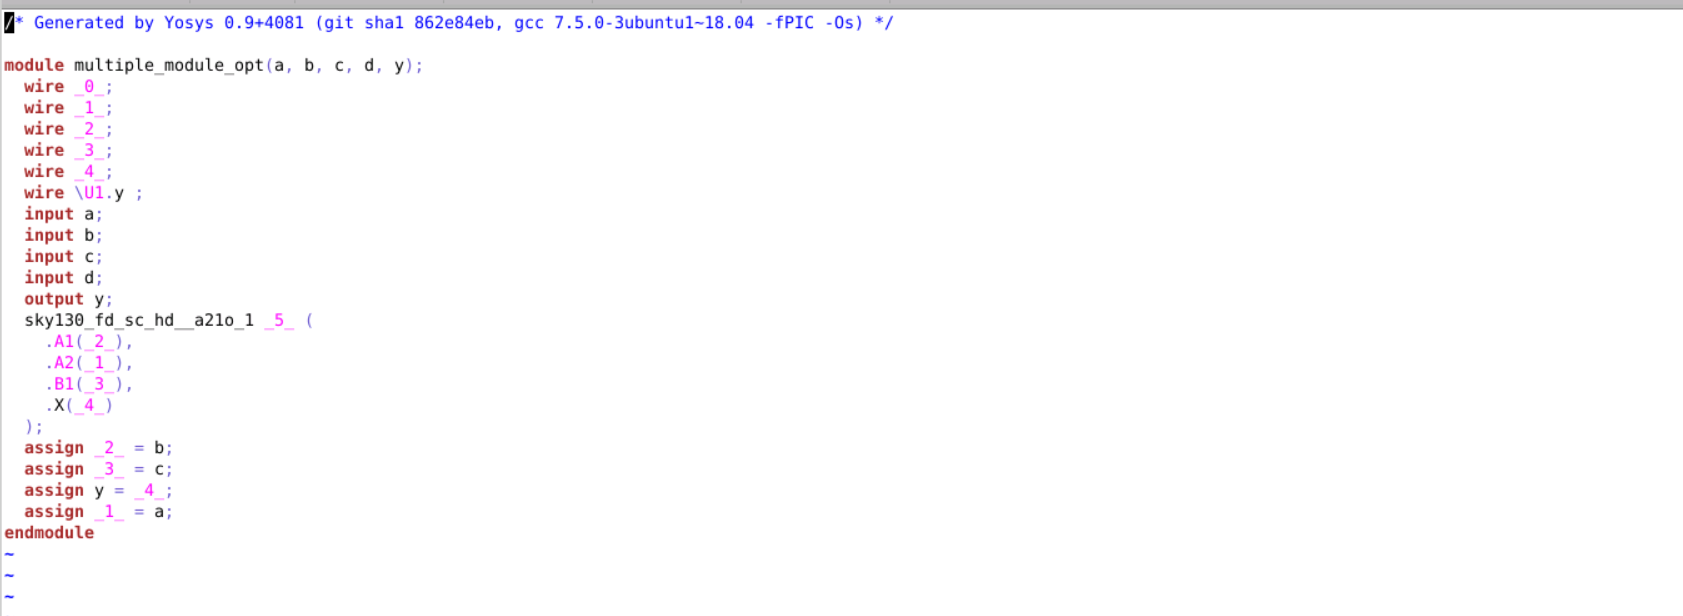 /* Generated by Yosys 0.9+4081 (git sha1 862e84eb, gcc 7.5.0-3ubuntu1~18.04 -fPIC -Os) */

module multiple_module_opt(a, b, c, d, y);
  wire _0_;
  wire _1_;
  wire _2_;
  wire _3_;
  wire _4_;
  wire \U1.y ;
  input a;
  input b;
  input c;
  input d;
  output y;
  sky130_fd_sc_hd__a21o_1 _5_ (
    .A1(_2_),
    .A2(_1_),
    .B1(_3_),
    .X(_4_)
  );
  assign _2_ = b;
  assign _3_ = c;
  assign y = _4_;
  assign _1_ = a;
endmodule
~
~
~